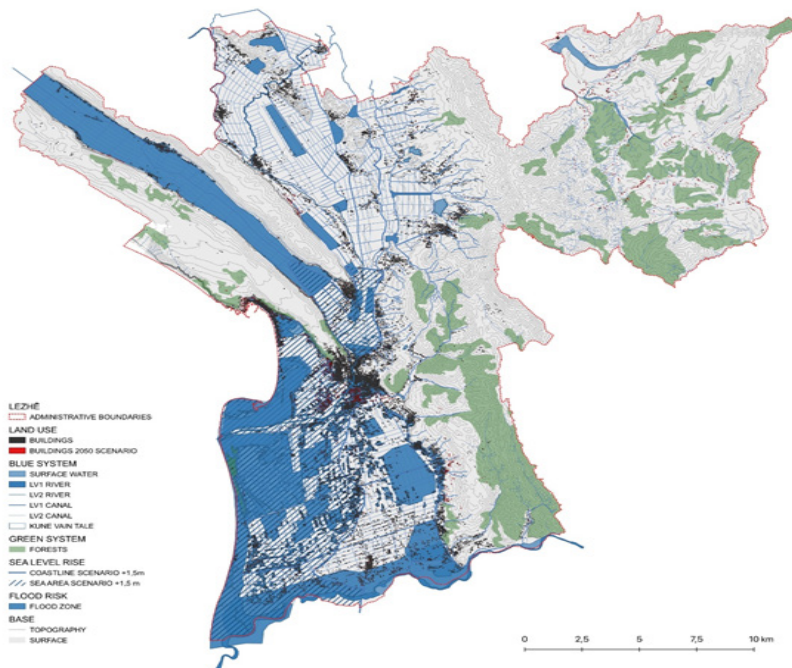 LEZHË
ADMINISTRATIVE BOUNDARIES
LAND USE
BUILDINGS
BUILDINGS 2050 SCENARIO
BLUE SYSTEM
SURFACE WATER
LV1 RIVER
LV2 RIVER
LV1 CANAL
LV2 CANAL
KUNE VAIN TALE
GREEN SYSTEM
FORESTS
SEA LEVEL RISE
COASTLINE SCENARIO +1,5m
SEA AREA SCENARIO +1,5 m
FLOOD RISK
FLOOD ZONE
BASE
TOPOGRAPHY
SURFACE
0 2,5 5 7,5 10 km